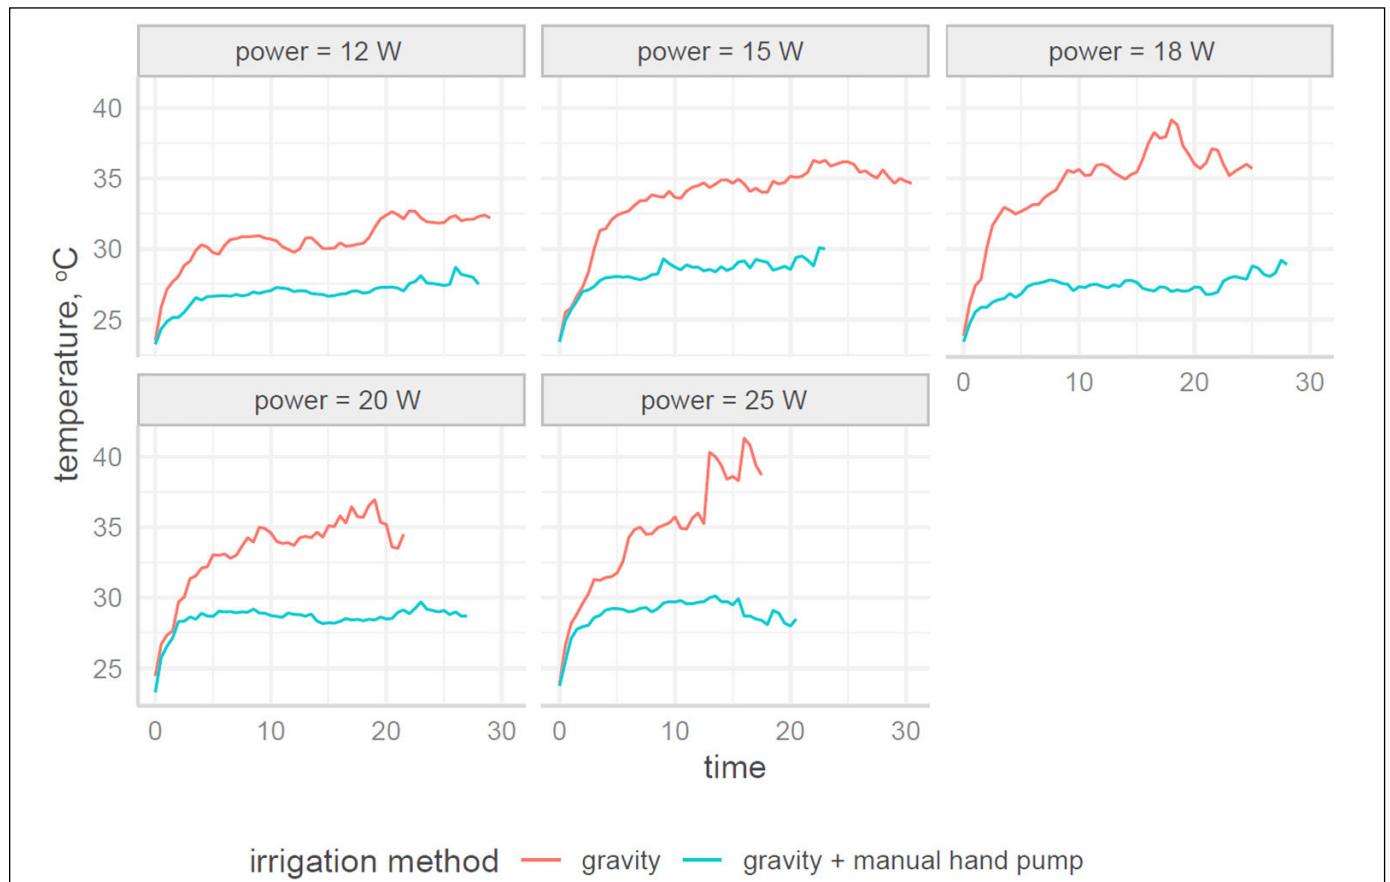 power = 12 W
power = 15 W
power = 18 W
40
35
30
25
0 10 20 30
power = 20 W
power = 25 W
40
35
30
25
0 10 20 30
0 10 20 30
temperature, ºC
time
irrigation method gravity gravity + manual hand pump